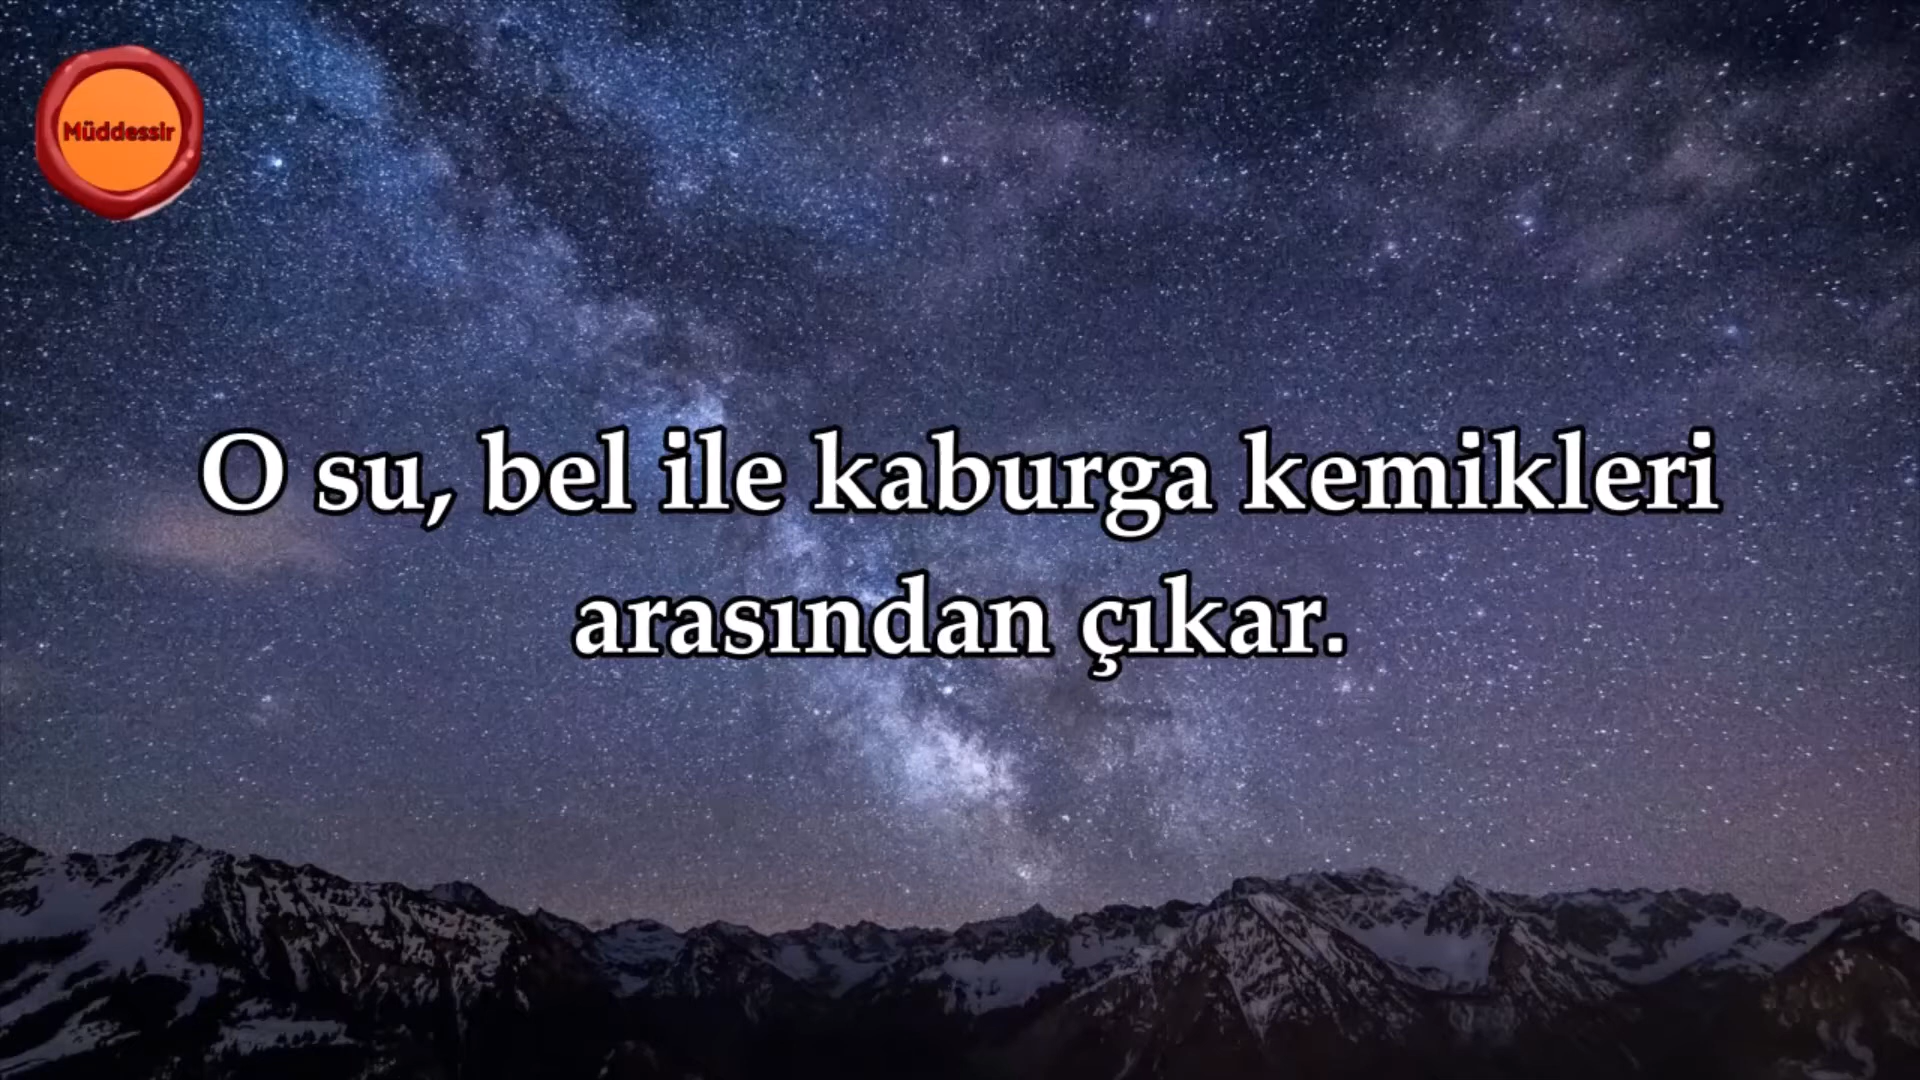 Müddessir
O su, bel ile kaburga kemikleri
arasından çıkar.